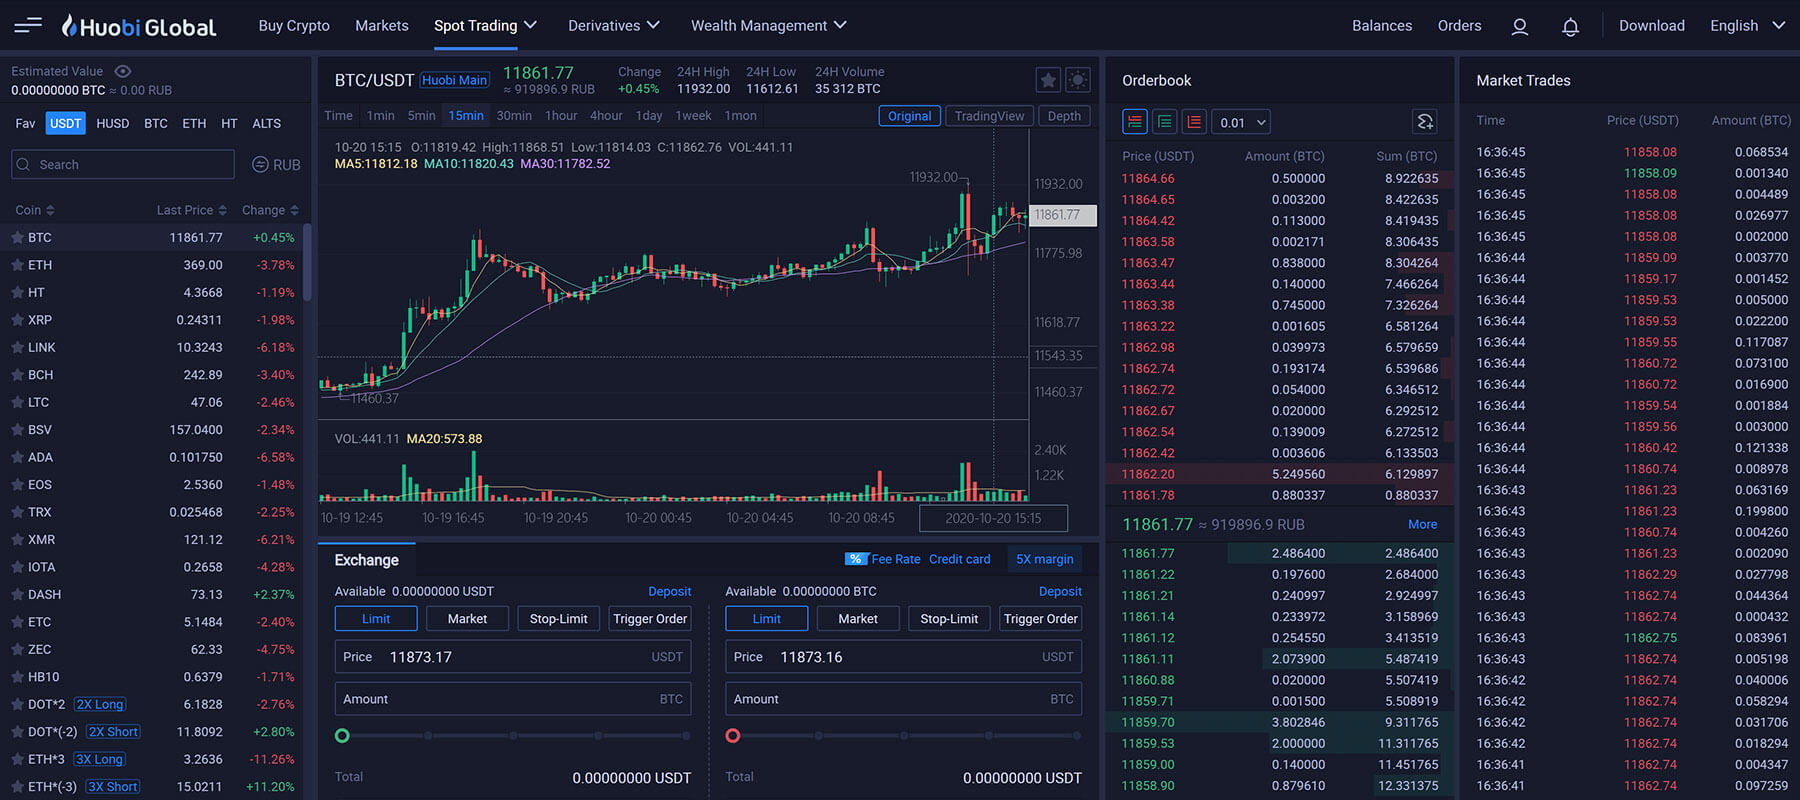 Huobi Global Buy Crypto Markets Spot Trading Derivatives Wealth Management Balances Orders Download English
Estimated Value
0.00000000 BTC ≈ 0.00 RUB
Fav USDT HUSD BTC ETH HT ALTS
Search RUB
Coin Last Price Change
BTC 11861.77 +0.45%
ETH 369.00 -3.78%
HT 4.3668 -1.19%
XRP 0.24311 -1.98%
LINK 10.3243 -6.18%
BCH 242.89 -3.40%
LTC 47.06 -2.46%
BSV 157.0400 -2.34%
ADA 0.101750 -6.58%
EOS 2.5360 -1.48%
TRX 0.025468 -2.25%
XMR 121.12 -6.21%
IOTA 0.2658 -4.28%
DASH 73.13 +2.37%
ETC 5.1484 -2.40%
ZEC 62.33 -4.75%
HB10 0.6379 -1.71%
DOT*2 2X Long 6.1828 -2.76%
DOT*(-2) 2X Short 11.8092 +2.80%
ETH*3 3X Long 3.2636 -11.26%
ETH*(-3) 3X Short 15.0211 +11.20%
BTC/USDT Huobi Main 11861.77 Change 24H High 24H Low 24H Volume
≈ 919896.9 RUB +0.45% 11932.00 11612.61 35 312 BTC
Time 1min 5min 15min 30min 1hour 4hour 1day 1week 1mon Original TradingView Depth
10-20 15:15 O:11819.42 High:11868.51 Low:11814.03 C:11862.76 VOL:441.11
MA5:11812.18 MA10:11820.43 MA30:11782.52
11932.00
11932.00
11861.77
11775.98
11618.77
11543.35
11460.37
11460.37
VOL:441.11 MA20:573.88
2.40K
1.22K
10-19 12:45 10-19 16:45 10-19 20:45 10-20 00:45 10-20 04:45 10-20 08:45 2020-10-20 15:15
Exchange % Fee Rate Credit card 5X margin
Available 0.00000000 USDT Deposit
Limit Market Stop-Limit Trigger Order
Price 11873.17 USDT
Amount BTC
Total 0.00000000 USDT
Available 0.00000000 BTC Deposit
Limit Market Stop-Limit Trigger Order
Price 11873.16 USDT
Amount BTC
Total 0.00000000 USDT
Orderbook
0.01
Price (USDT) Amount (BTC) Sum (BTC)
11864.66 0.500000 8.922635
11864.65 0.003200 8.422635
11864.42 0.113000 8.419435
11863.58 0.002171 8.306435
11863.47 0.838000 8.304264
11863.44 0.140000 7.466264
11863.38 0.745000 7.326264
11863.22 0.001605 6.581264
11862.98 0.039973 6.579659
11862.74 0.193174 6.539686
11862.72 0.054000 6.346512
11862.67 0.020000 6.292512
11862.54 0.139009 6.272512
11862.42 0.003606 6.133503
11862.20 5.249560 6.129897
11861.78 0.880337 0.880337
11861.77 ≈ 919896.9 RUB More
11861.77 2.486400 2.486400
11861.22 0.197600 2.684000
11861.21 0.240997 2.924997
11861.14 0.233972 3.158969
11861.12 0.254550 3.413519
11861.11 2.073900 5.487419
11860.88 0.020000 5.507419
11859.71 0.001500 5.508919
11859.70 3.802846 9.311765
11859.53 2.000000 11.311765
11859.00 0.140000 11.451765
11858.90 0.879610 12.331375
Market Trades
Time Price (USDT) Amount (BTC)
16:36:45 11858.08 0.068534
16:36:45 11858.09 0.001340
16:36:45 11858.08 0.004489
16:36:45 11858.08 0.026977
16:36:45 11858.08 0.002000
16:36:44 11859.09 0.003770
16:36:44 11859.17 0.001452
16:36:44 11859.53 0.005000
16:36:44 11859.53 0.022200
16:36:44 11859.55 0.117087
16:36:44 11860.72 0.073100
16:36:44 11860.72 0.016900
16:36:44 11859.54 0.001884
16:36:44 11859.56 0.003000
16:36:44 11860.42 0.121338
16:36:44 11860.74 0.008978
16:36:43 11861.23 0.063169
16:36:43 11861.23 0.199800
16:36:43 11860.74 0.004260
16:36:43 11861.23 0.002090
16:36:43 11862.29 0.027798
16:36:43 11862.74 0.044364
16:36:43 11862.74 0.000432
16:36:43 11862.75 0.083961
16:36:43 11862.74 0.005198
16:36:42 11862.74 0.040006
16:36:42 11862.74 0.058294
16:36:42 11862.74 0.031706
16:36:42 11862.74 0.018294
16:36:41 11862.74 0.004347
16:36:41 11862.74 0.097259